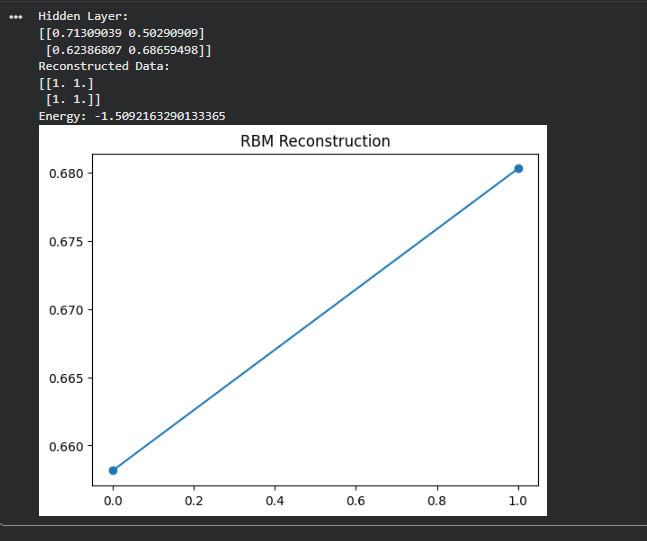 Hidden Layer:
[[0.71309039 0.50290909]
[0.62386807 0.68659498]]
Reconstructed Data:
[[1. 1.]
[1. 1.]]
Energy: -1.5092163290133365
RBM Reconstruction
0.680
0.675
0.670
0.665
0.660
0.0 0.2 0.4 0.6 0.8 1.0